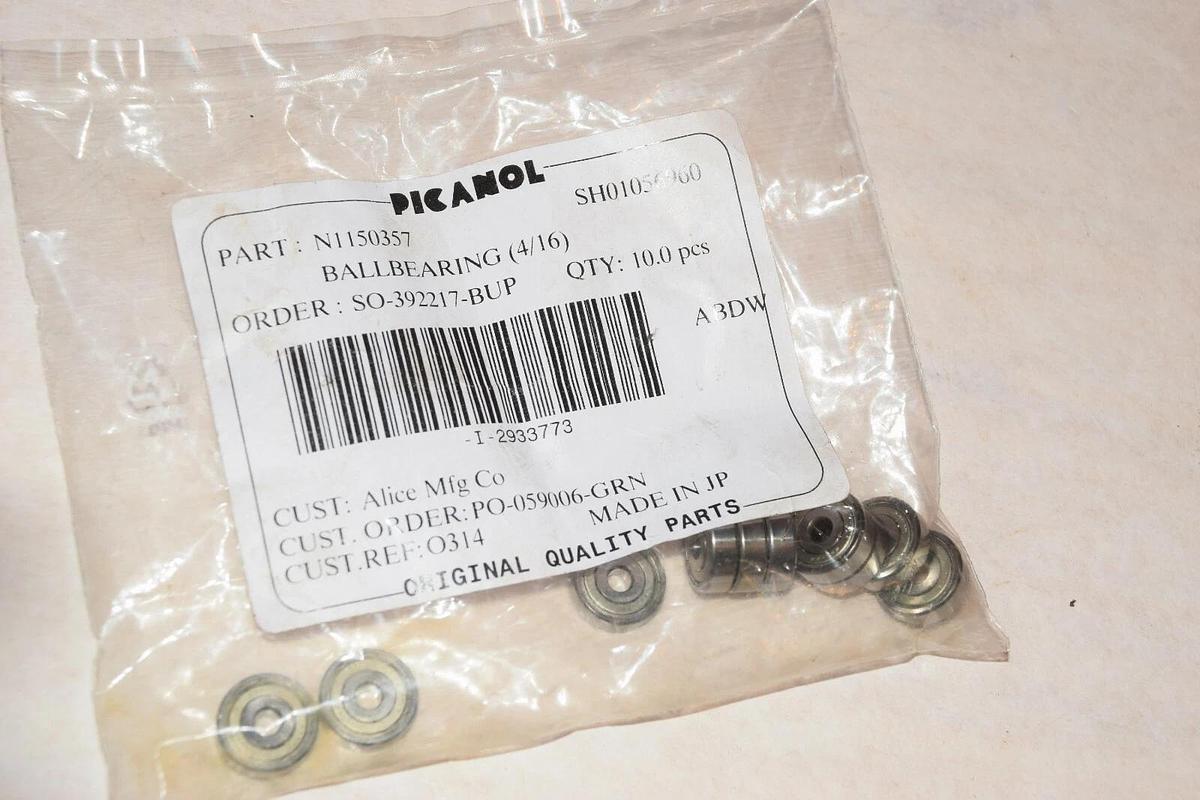 PICANOL
PART : N1150357
BALLBEARING (4/16)
ORDER : SO-392217-BUP
QTY: 10.0 pcs
A3DW
-I-2933773
CUST: Alice Mfg Co
CUST. ORDER: PO-059006-GRN
CUST.REF: O314
MADE IN JP
ORIGINAL QUALITY PARTS